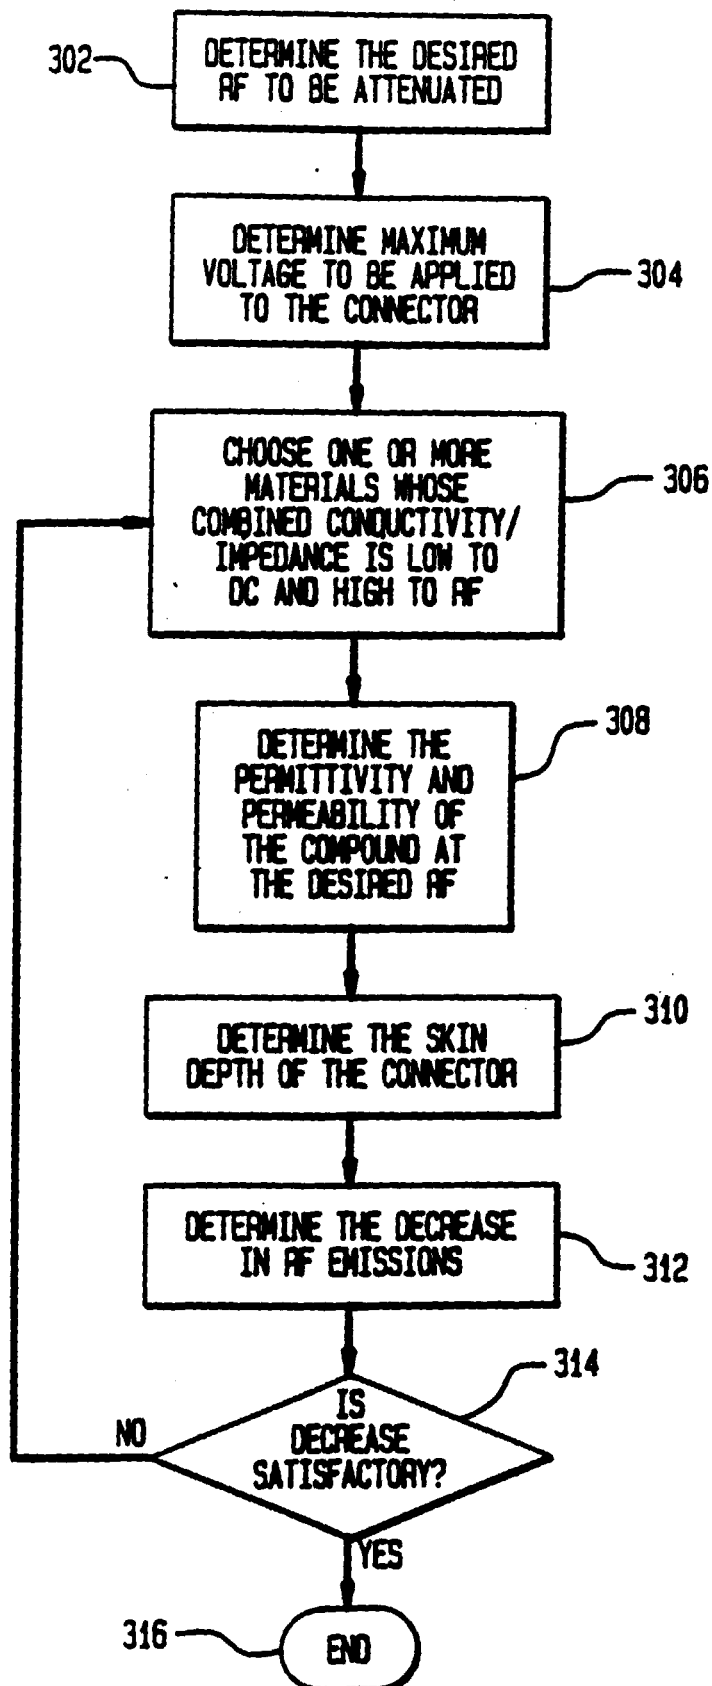 302
DETERMINE THE DESIRED
RF TO BE ATTENUATED
DETERMINE MAXIMUM
VOLTAGE TO BE APPLIED
TO THE CONNECTOR
304
CHOOSE ONE OR MORE
MATERIALS WHOSE
COMBINED CONDUCTIVITY/
IMPEDANCE IS LOW TO
DC AND HIGH TO RF
306
DETERMINE THE
PERMITTIVITY AND
PERMEABILITY OF
THE COMPOUND AT
THE DESIRED RF
308
DETERMINE THE SKIN
DEPTH OF THE CONNECTOR
310
DETERMINE THE DECREASE
IN RF EMISSIONS
312
IS
DECREASE
SATISFACTORY?
314
NO
YES
316
END